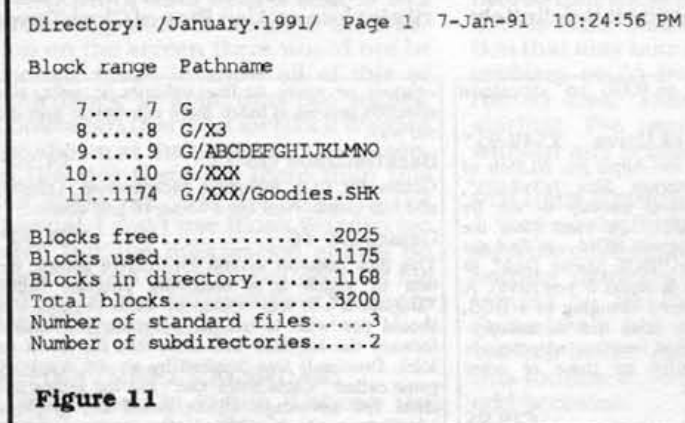 Directory: /January.1991/ Page 1 7-Jan-91 10:24:56 PM
Block range Pathname
7.....7 G
8.....8 G/X3
9.....9 G/ABCDEFGHIJKLMNO
10....10 G/XXX
11..1174 G/XXX/Goodies.SHK
Blocks free...............2025
Blocks used...............1175
Blocks in directory.......1168
Total blocks..............3200
Number of standard files....3
Number of subdirectories.....2
Figure 11